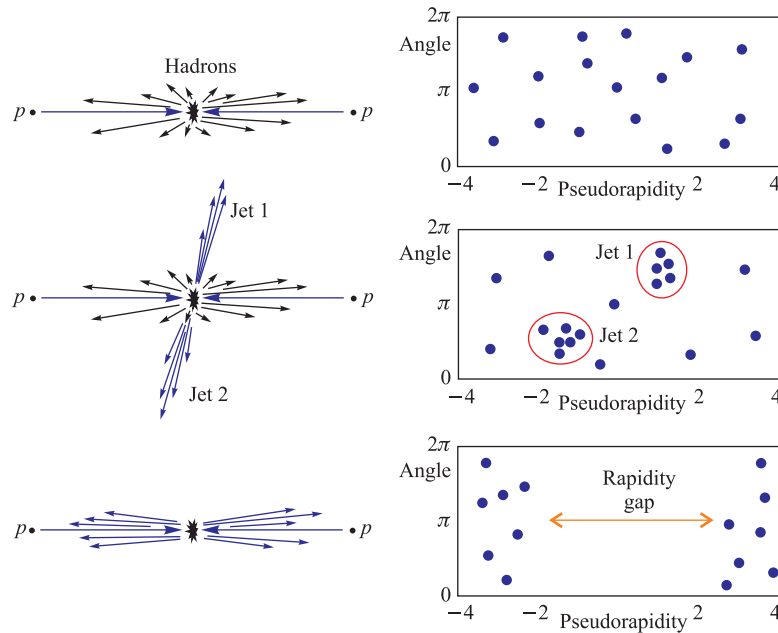 Hadrons
p
p
2π
Angle
π
0
−4
−2
Pseudorapidity
2
4
Jet 1
p
p
Jet 2
2π
Angle
π
0
Jet 1
Jet 2
−4
−2
Pseudorapidity
2
4
p
p
2π
Angle
π
0
Rapidity
gap
−4
−2
Pseudorapidity
2
4